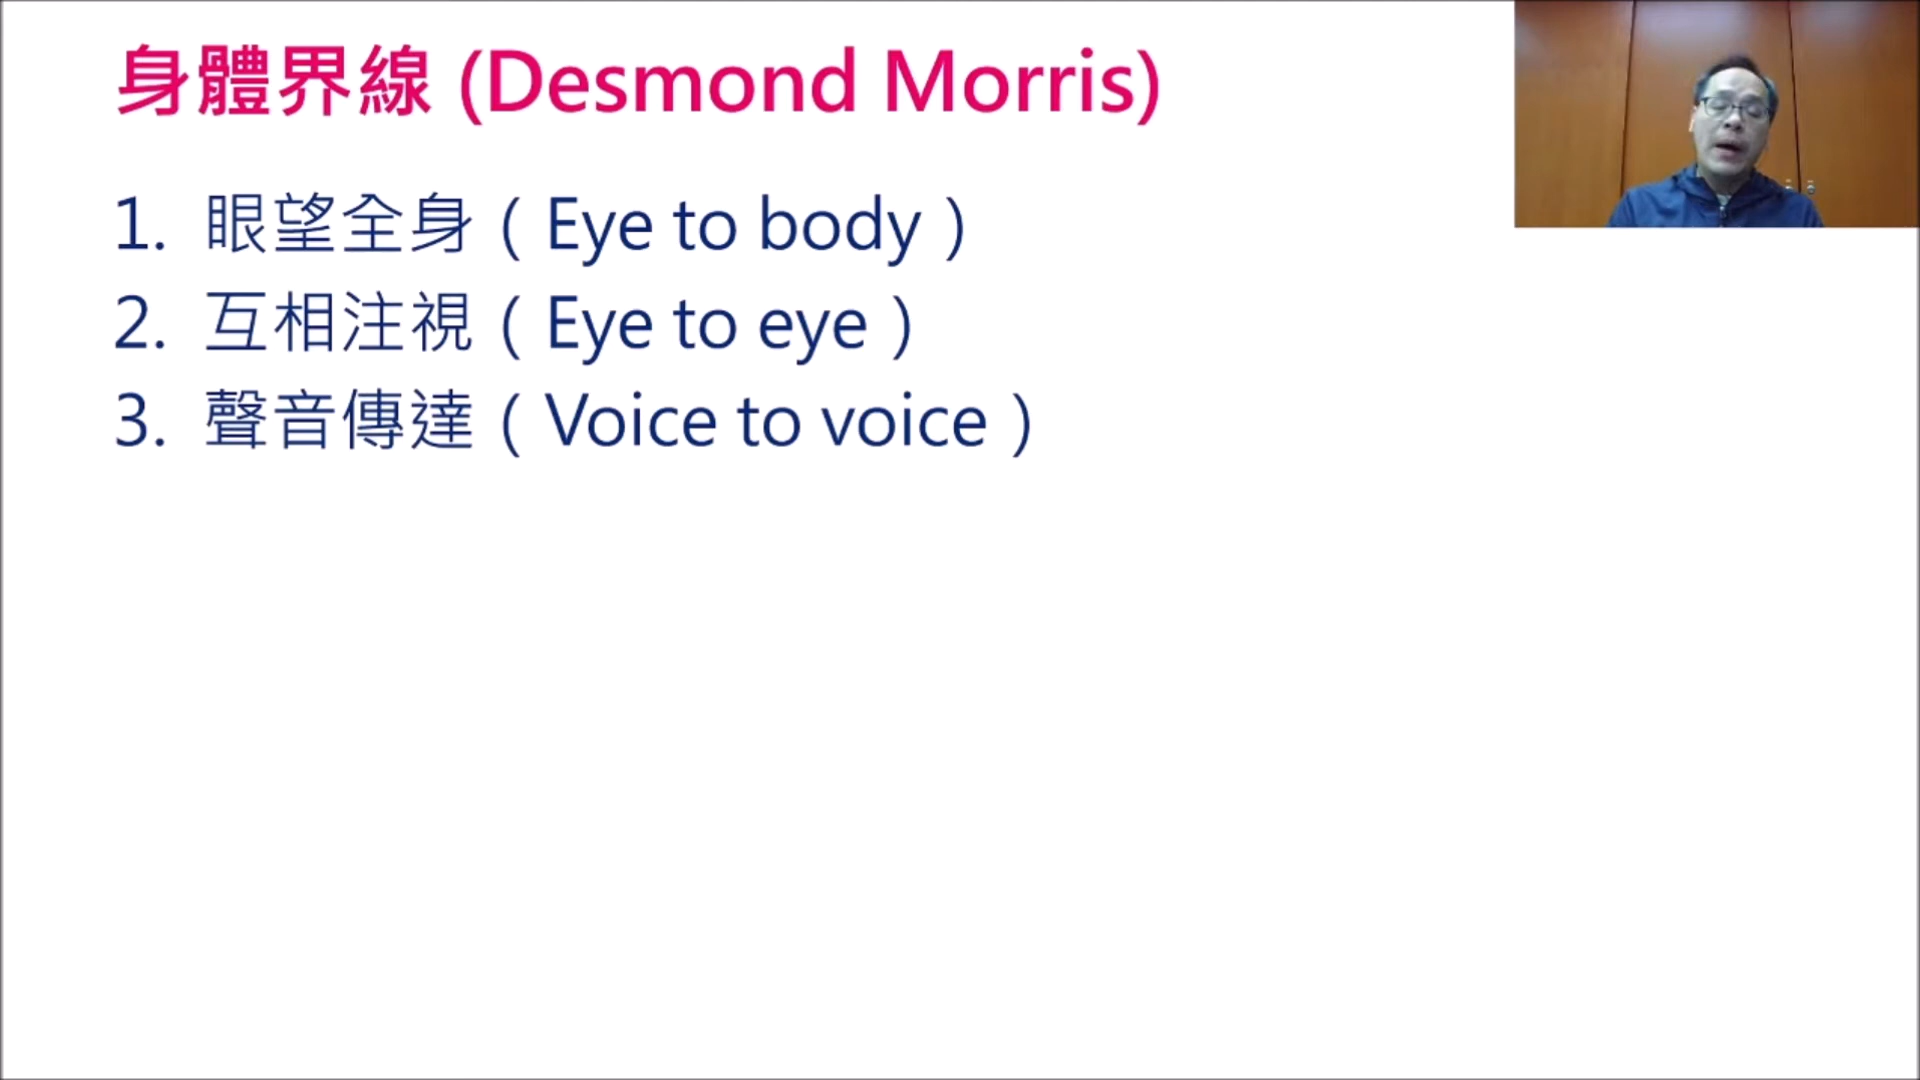 身體界線 (Desmond Morris)
1. 眼望全身（Eye to body）
2. 互相注視（Eye to eye）
3. 聲音傳達（Voice to voice）